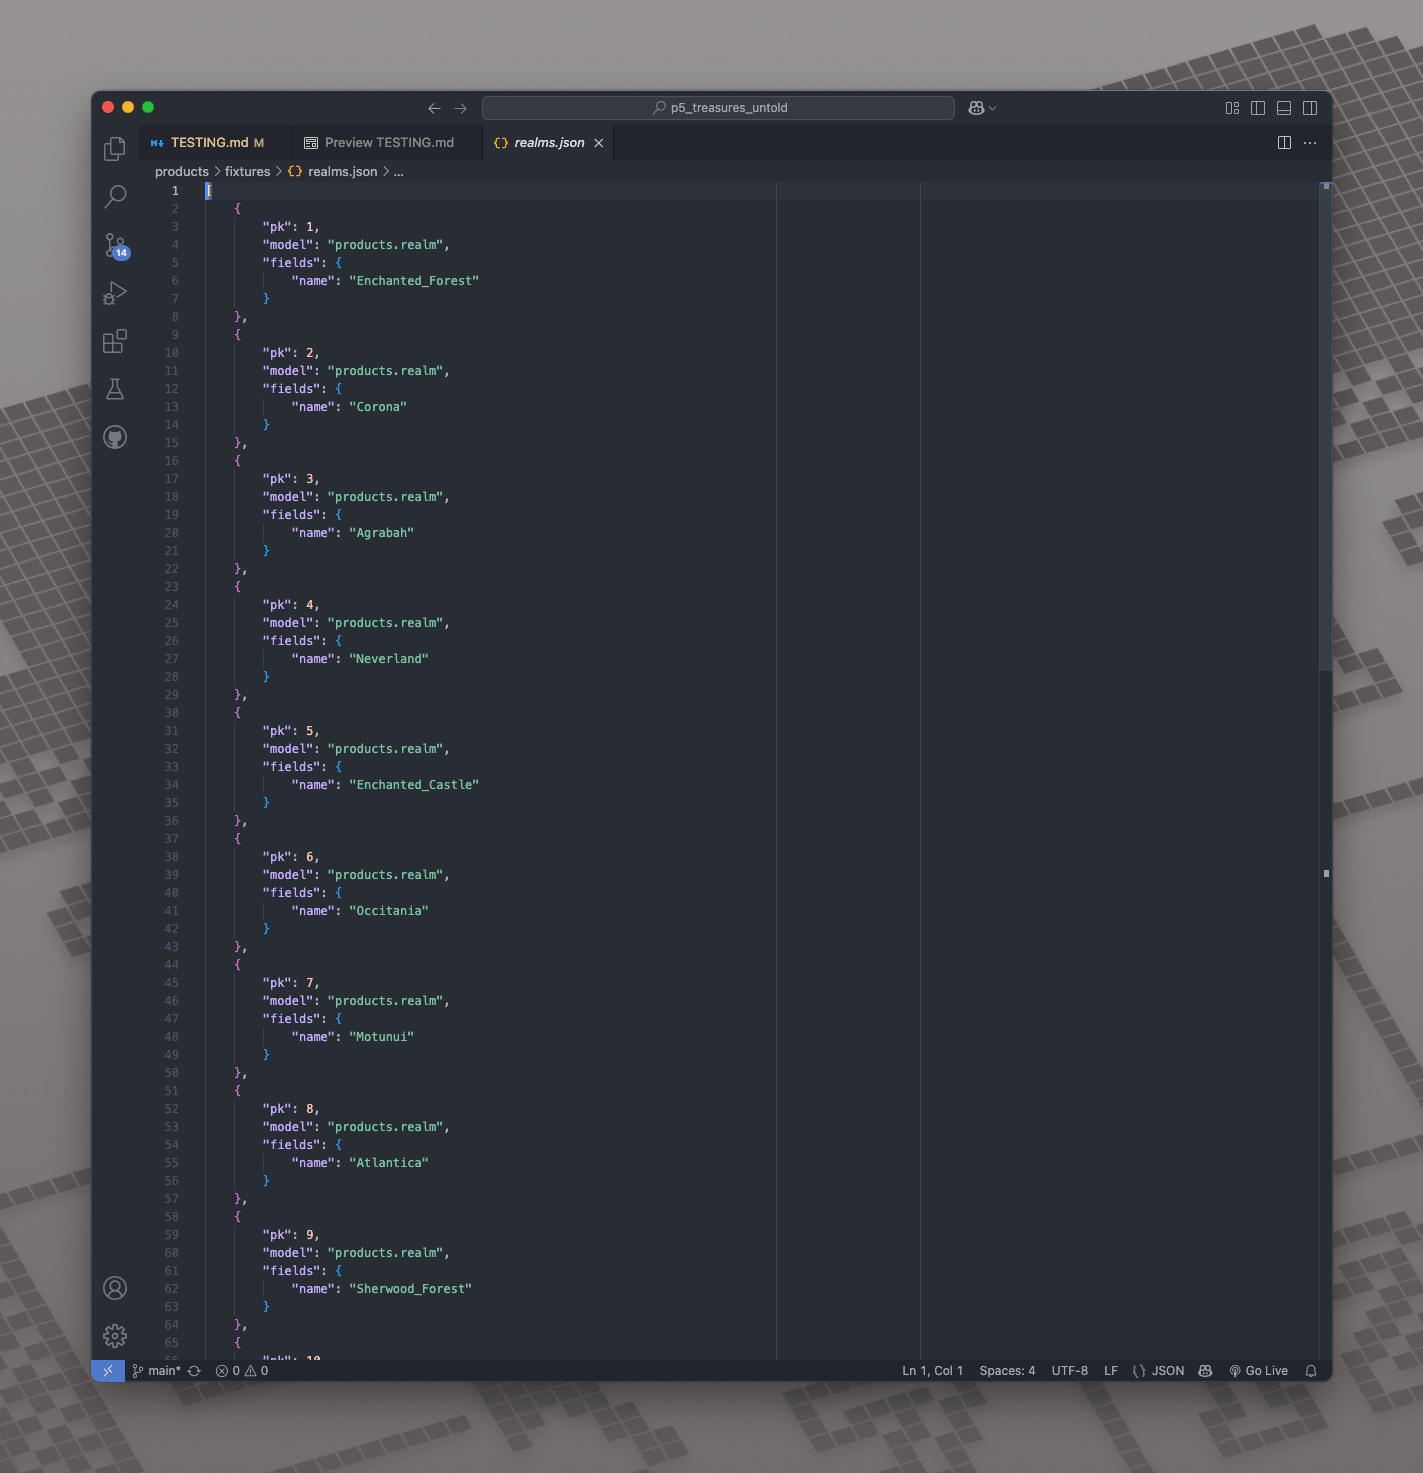 p5_treasures_untold
TESTING.md M
Preview TESTING.md
{} realms.json
products > fixtures > {} realms.json > ...
14
1 [
2 {
3 "pk": 1,
4 "model": "products.realm",
5 "fields": {
6 "name": "Enchanted_Forest"
7 }
8 },
9 {
10 "pk": 2,
11 "model": "products.realm",
12 "fields": {
13 "name": "Corona"
14 }
15 },
16 {
17 "pk": 3,
18 "model": "products.realm",
19 "fields": {
20 "name": "Agrabah"
21 }
22 },
23 {
24 "pk": 4,
25 "model": "products.realm",
26 "fields": {
27 "name": "Neverland"
28 }
29 },
30 {
31 "pk": 5,
32 "model": "products.realm",
33 "fields": {
34 "name": "Enchanted_Castle"
35 }
36 },
37 {
38 "pk": 6,
39 "model": "products.realm",
40 "fields": {
41 "name": "Occitania"
42 }
43 },
44 {
45 "pk": 7,
46 "model": "products.realm",
47 "fields": {
48 "name": "Motunui"
49 }
50 },
51 {
52 "pk": 8,
53 "model": "products.realm",
54 "fields": {
55 "name": "Atlantica"
56 }
57 },
58 {
59 "pk": 9,
60 "model": "products.realm",
61 "fields": {
62 "name": "Sherwood_Forest"
63 }
64 },
65 {
66 "pk": 10
main* 0 0 Ln 1, Col 1 Spaces: 4 UTF-8 LF {} JSON Go Live